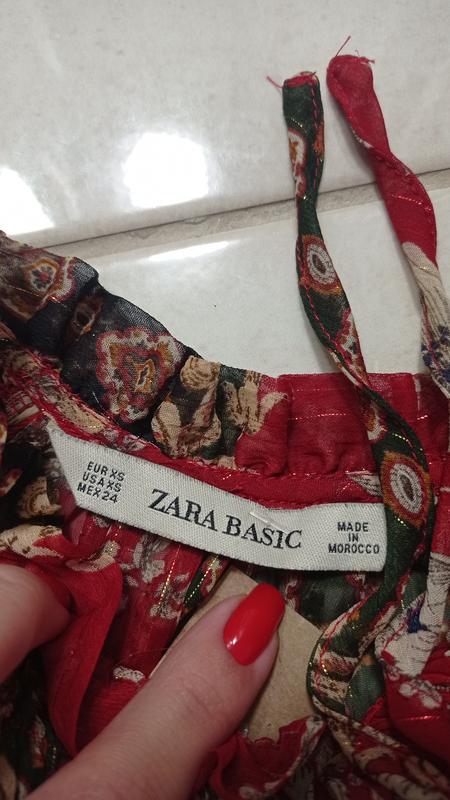 EUR XS
USA XS
MEX 24
ZARA BASIC
MADE
IN
MOROCCO